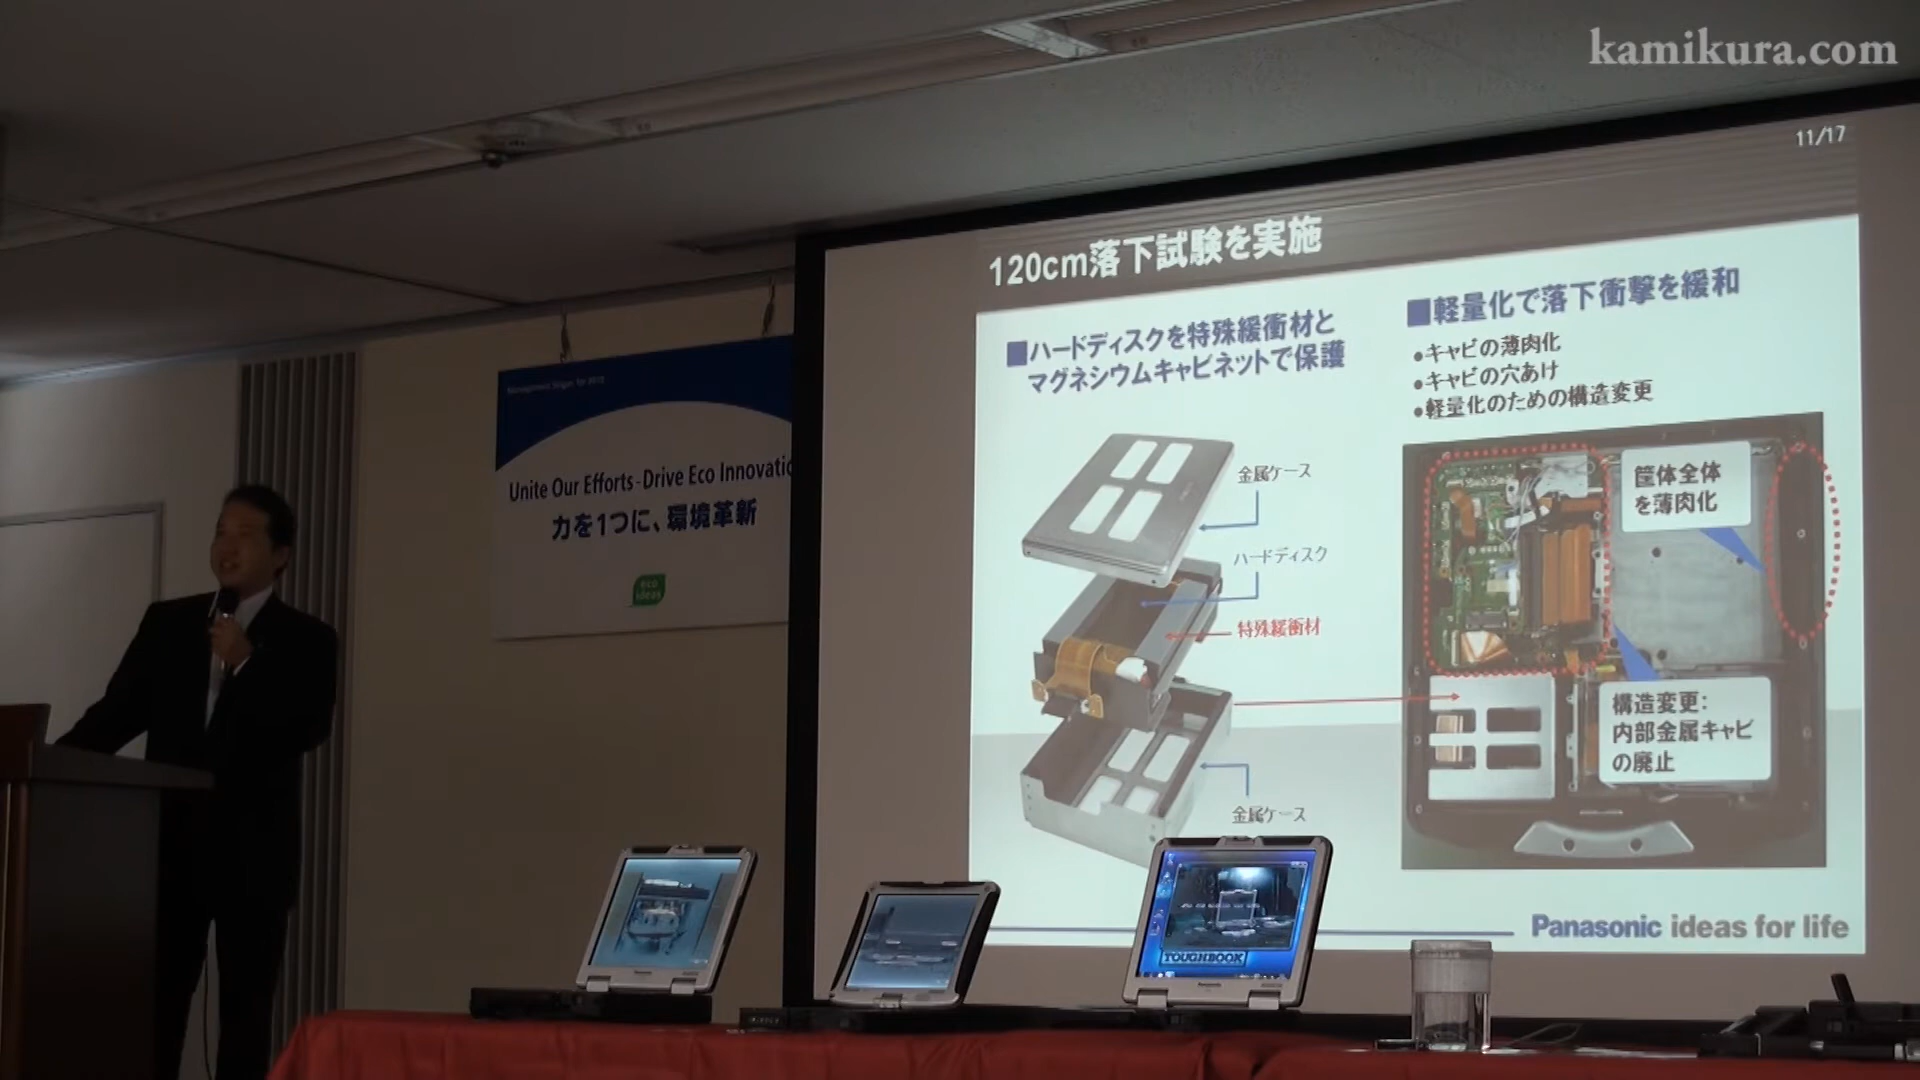 kamikura.com
11/17
120cm落下試験を実施
■ハードディスクを特殊緩衝材と
マグネシウムキャビネットで保護
■軽量化で落下衝撃を緩和
●キャビの薄肉化
●キャビの穴あけ
●軽量化のための構造変更
金属ケース
ハードディスク
特殊緩衝材
金属ケース
筐体全体
を薄肉化
構造変更:
内部金属キャビ
の廃止
Panasonic ideas for life
Unite Our Efforts - Drive Eco Innovatio
力を1つに、環境革新
eco
ideas
TOUGHBOOK
Panasonic